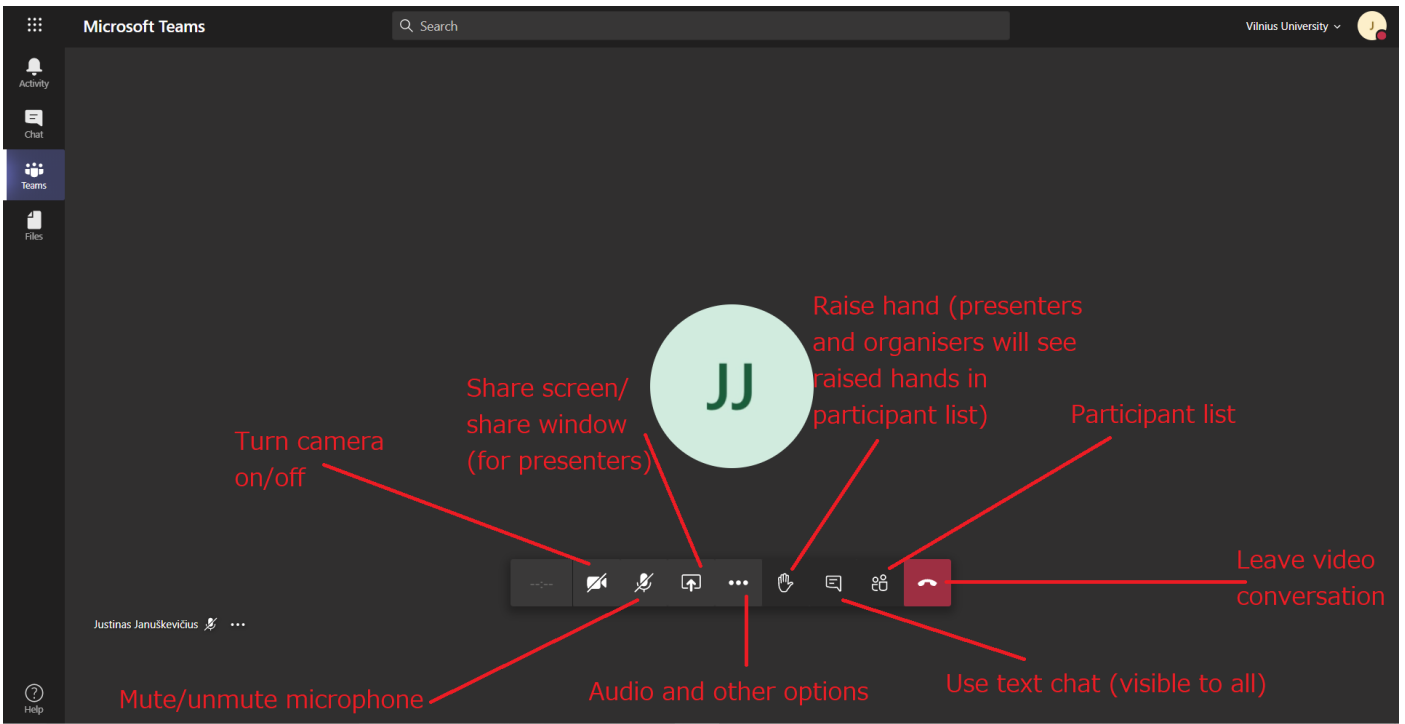 Microsoft Teams
Search
Vilnius University
J
Activity
Chat
Teams
Files
Raise hand (presenters
and organisers will see
raised hands in
participant list)
JJ
Share screen/
share window
(for presenters)
Participant list
Turn camera
on/off
--:--
Leave video
conversation
Justinas Januškevičius
Mute/unmute microphone
Audio and other options
Use text chat (visible to all)
Help